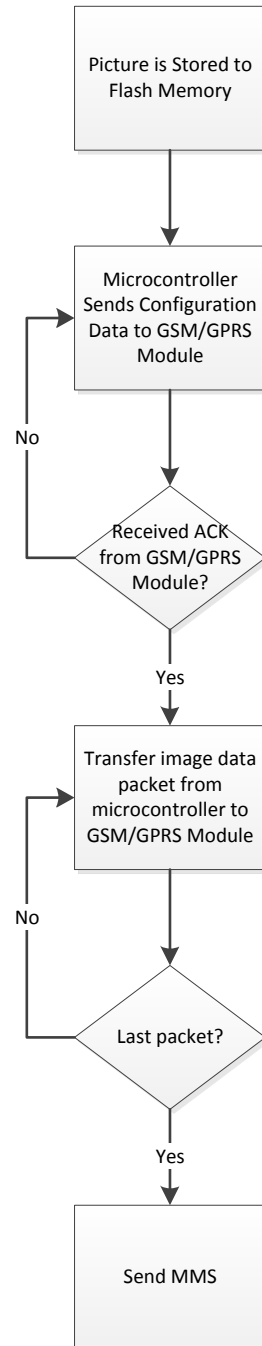 Picture is Stored to
Flash Memory
Microcontroller
Sends Configuration
Data to GSM/GPRS
Module
No
Received ACK
from GSM/GPRS
Module?
Yes
Transfer image data
packet from
microcontroller to
GSM/GPRS Module
No
Last packet?
Yes
Send MMS